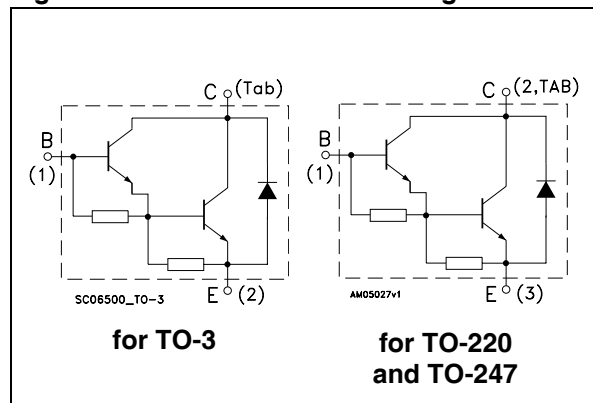 C (Tab)
B
(1)
SC06500_TO-3
E (2)
for TO-3
C (2,TAB)
B
(1)
AM05027v1
E (3)
for TO-220
and TO-247